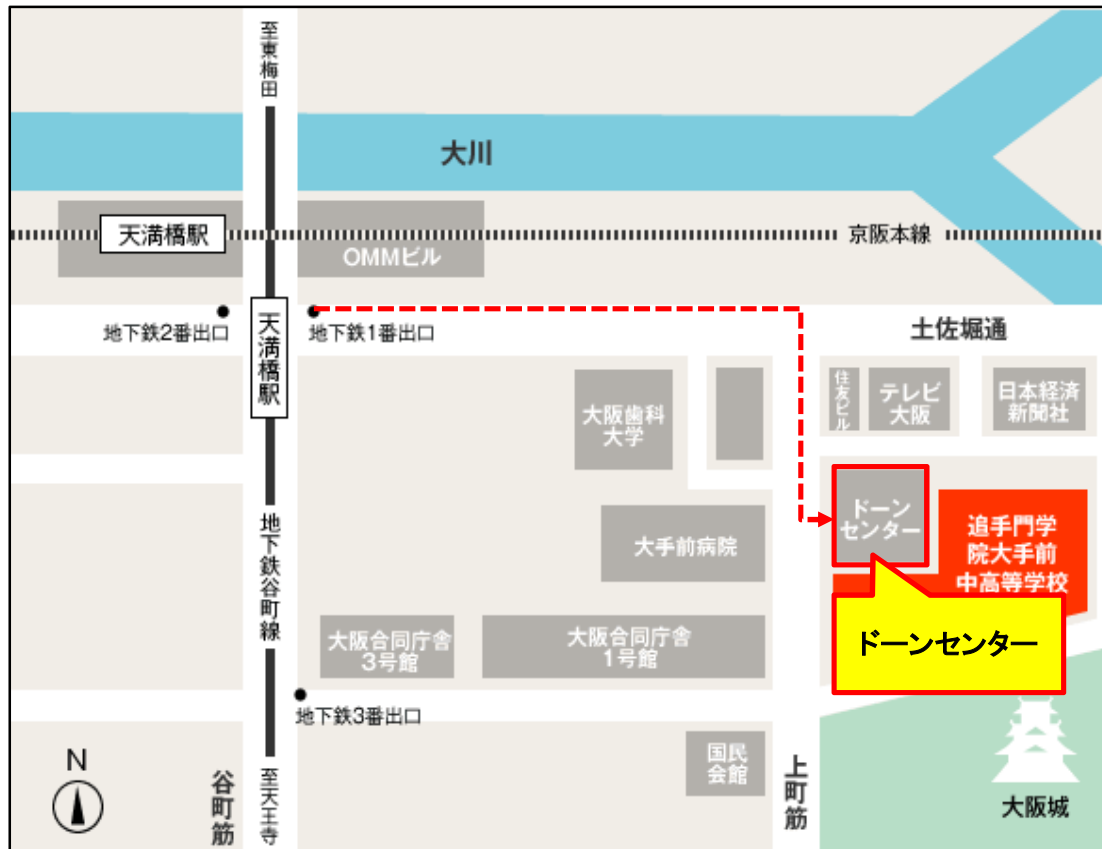 至東梅田
大川
天満橋駅
京阪本線
OMMビル
地下鉄2番出口
天満橋駅
地下鉄1番出口
土佐堀通
大阪歯科
大学
住友ビル
テレビ
大阪
日本経済
新聞社
ドーン
センター
追手門学
院大手前
中高等学校
大手前病院
地下鉄谷町線
大阪合同庁舎
3号館
大阪合同庁舎
1号館
ドーンセンター
地下鉄3番出口
国民
会館
N
谷町筋
至天王寺
上町筋
大阪城